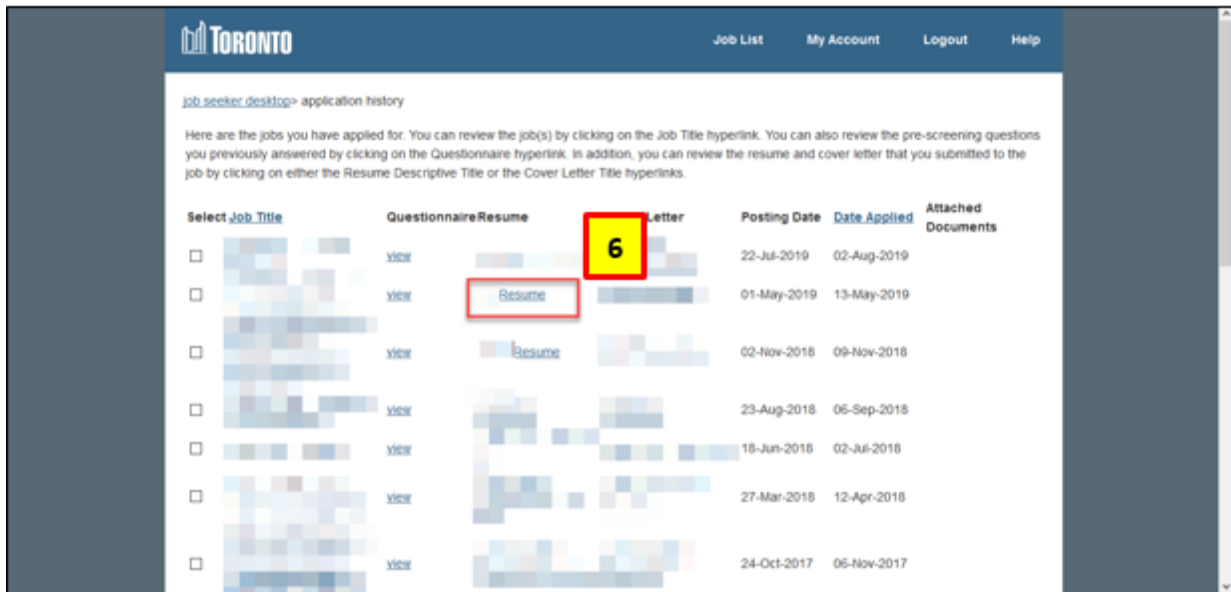 TORONTO
Job List My Account Logout Help
job seeker desktop> application history
Here are the jobs you have applied for. You can review the job(s) by clicking on the Job Title hyperlink. You can also review the pre-screening questions
you previously answered by clicking on the Questionnaire hyperlink. In addition, you can review the resume and cover letter that you submitted to the
job by clicking on either the Resume Descriptive Title or the Cover Letter Title hyperlinks.
Select Job Title Questionnaire Resume Letter Posting Date Date Applied Attached
Documents
6
view 22-Jul-2019 02-Aug-2019
view Resume 01-May-2019 13-May-2019
view Resume 02-Nov-2018 09-Nov-2018
view 23-Aug-2018 06-Sep-2018
view 18-Jun-2018 02-Jul-2018
view 27-Mar-2018 12-Apr-2018
view 24-Oct-2017 06-Nov-2017